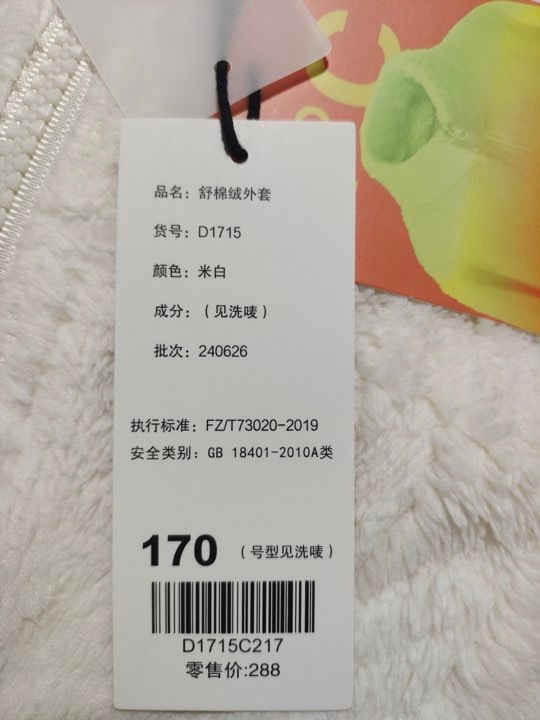 品名：舒棉绒外套
货号：D1715
颜色：米白
成分：（见洗唛）
批次：240626
执行标准：FZ/T73020-2019
安全类别：GB 18401-2010A类
170 （号型见洗唛）
D1715C217
零售价:288